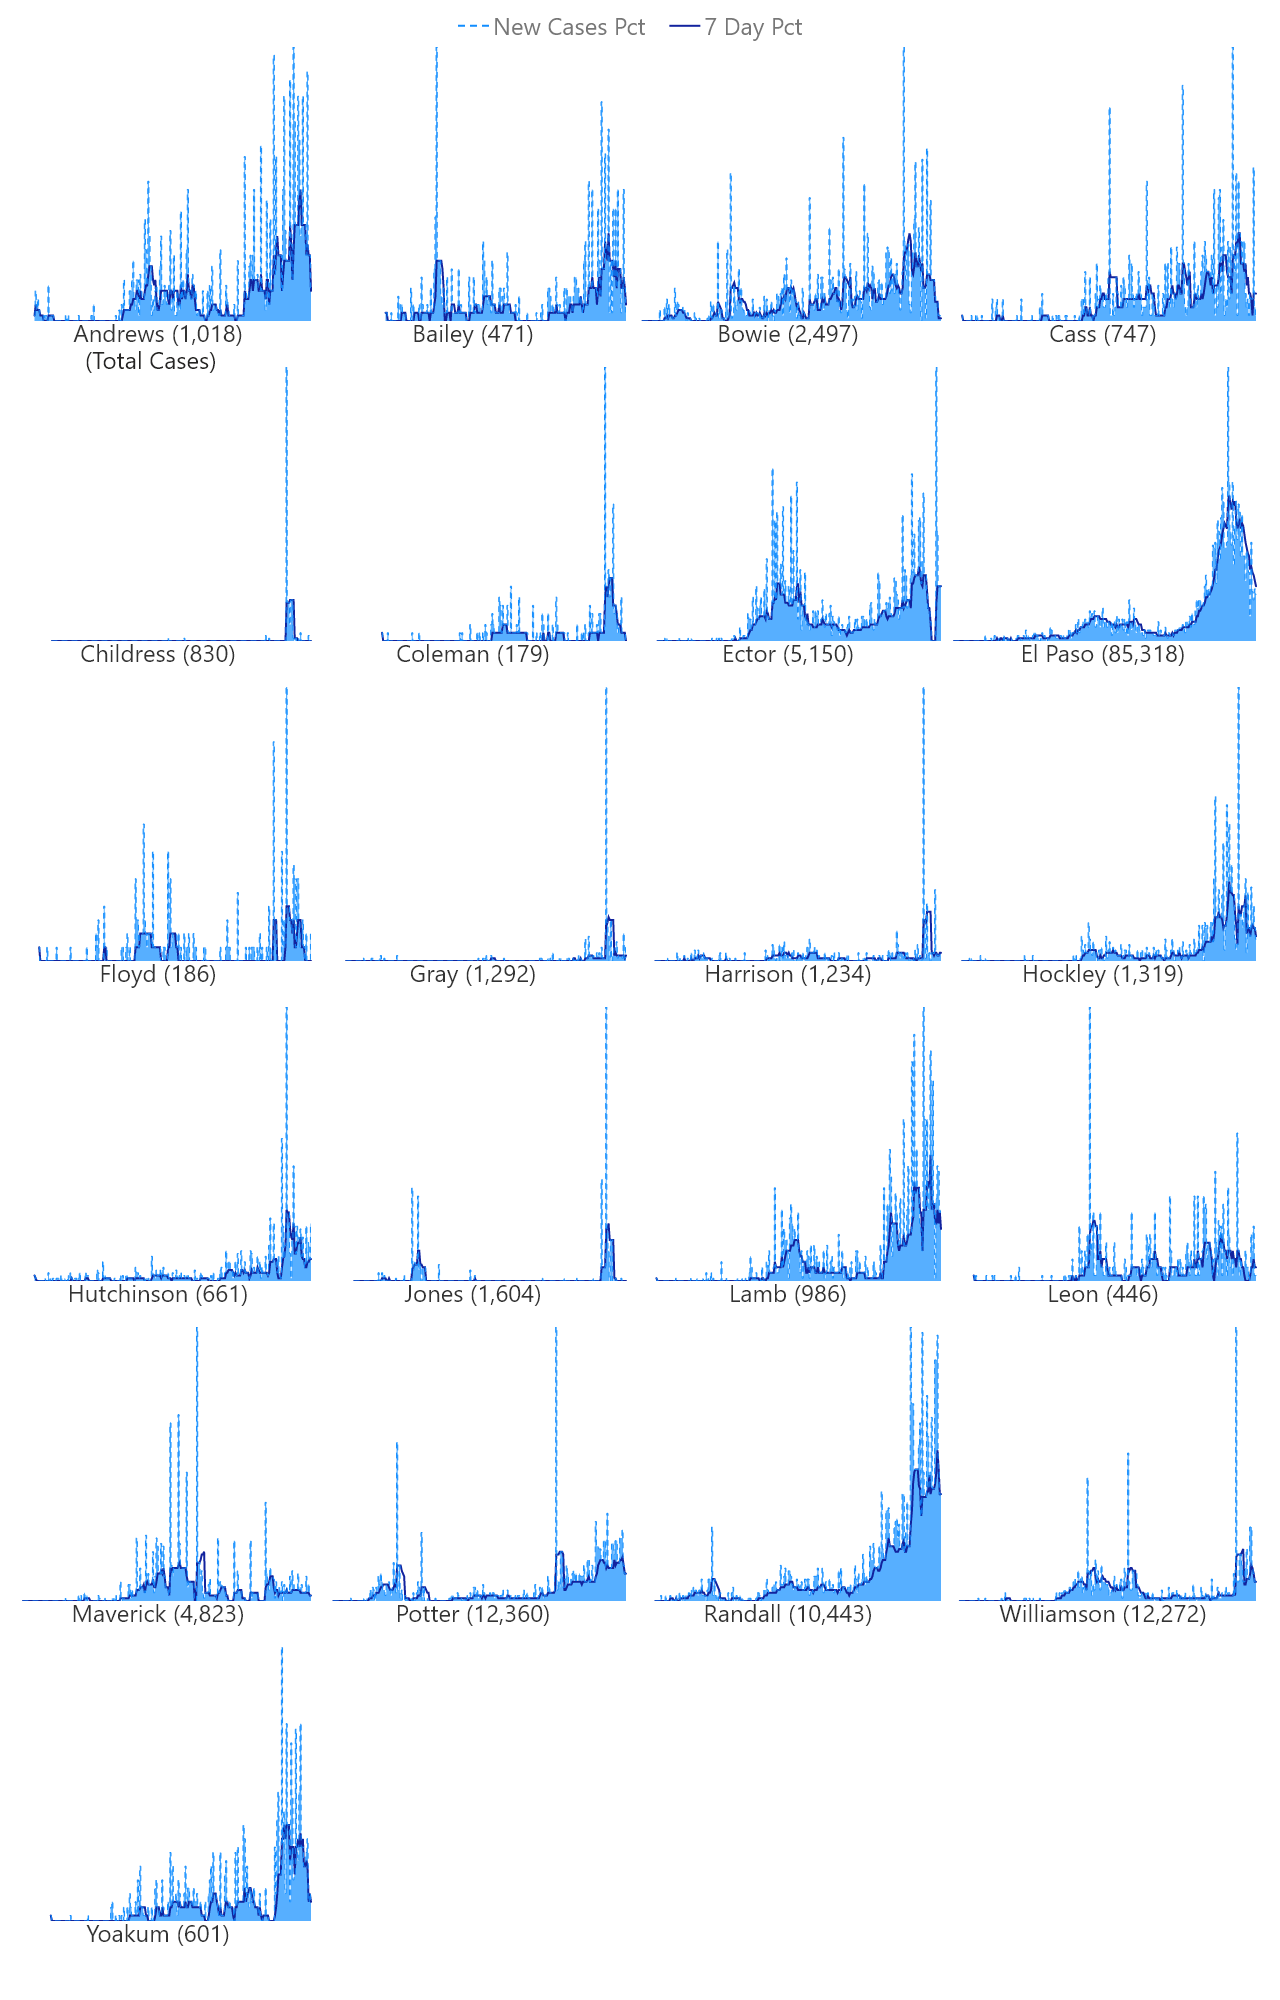 New Cases Pct 7 Day Pct
Andrews (1,018) Bailey (471) Bowie (2,497) Cass (747)
(Total Cases)
Childress (830) Coleman (179) Ector (5,150) El Paso (85,318)
Floyd (186) Gray (1,292) Harrison (1,234) Hockley (1,319)
Hutchinson (661) Jones (1,604) Lamb (986) Leon (446)
Maverick (4,823) Potter (12,360) Randall (10,443) Williamson (12,272)
Yoakum (601)